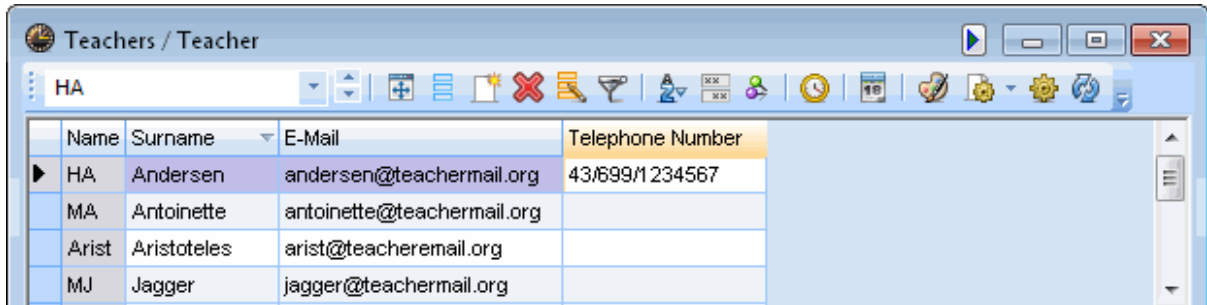 Teachers / Teacher
HA
Name Surname E-Mail Telephone Number
HA Andersen andersen@teachermail.org 43/699/1234567
MA Antoinette antoinette@teachermail.org
Arist Aristoteles arist@teacheremail.org
MJ Jagger jagger@teachermail.org